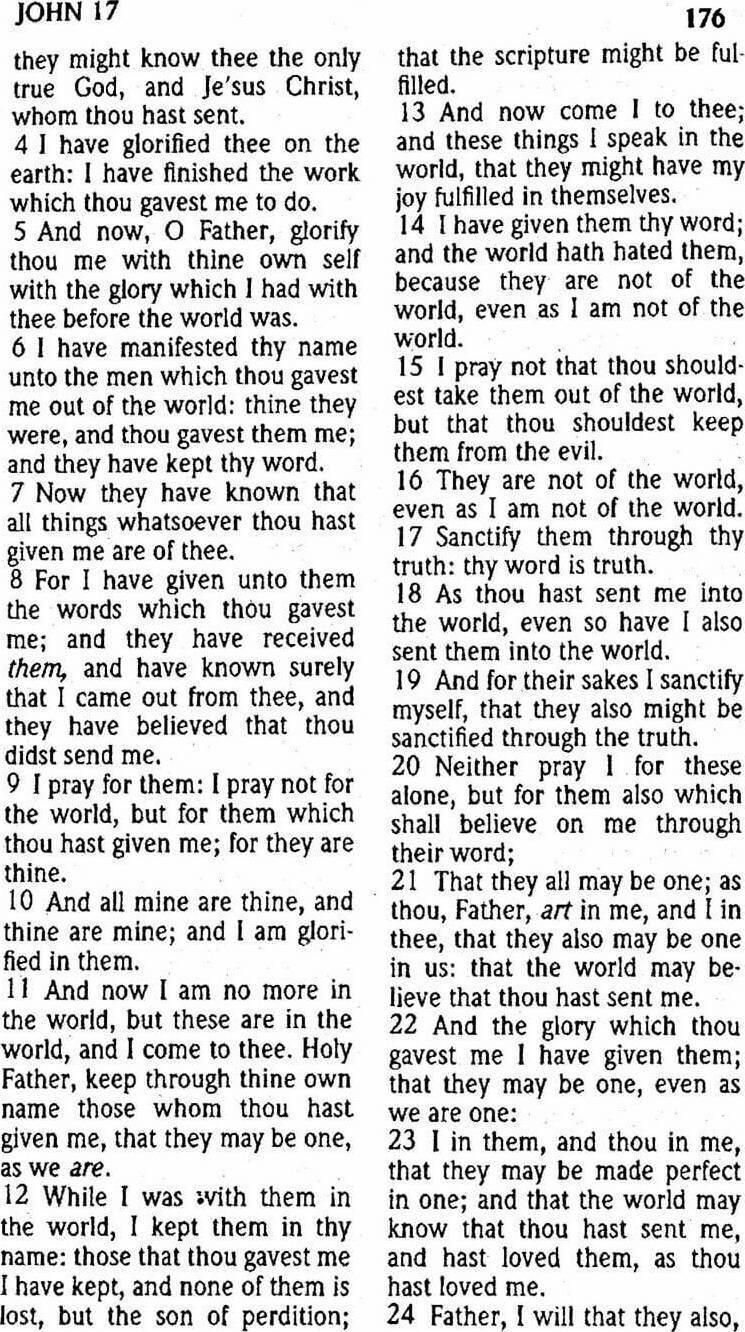 JOHN 17
176
they might know thee the only
true God, and Je'sus Christ,
whom thou hast sent.
4 I have glorified thee on the
earth: I have finished the work
which thou gavest me to do.
5 And now, O Father, glorify
thou me with thine own self
with the glory which I had with
thee before the world was.
6 I have manifested thy name
unto the men which thou gavest
me out of the world: thine they
were, and thou gavest them me;
and they have kept thy word.
7 Now they have known that
all things whatsoever thou hast
given me are of thee.
8 For I have given unto them
the words which thou gavest
me; and they have received
them, and have known surely
that I came out from thee, and
they have believed that thou
didst send me.
9 I pray for them: I pray not for
the world, but for them which
thou hast given me; for they are
thine.
10 And all mine are thine, and
thine are mine; and I am glori-
fied in them.
11 And now I am no more in
the world, but these are in the
world, and I come to thee. Holy
Father, keep through thine own
name those whom thou hast
given me, that they may be one,
as we are.
12 While I was with them in
the world, I kept them in thy
name: those that thou gavest me
I have kept, and none of them is
lost, but the son of perdition;
that the scripture might be ful-
filled.
13 And now come I to thee;
and these things I speak in the
world, that they might have my
joy fulfilled in themselves.
14 I have given them thy word;
and the world hath hated them,
because they are not of the
world, even as I am not of the
world.
15 I pray not that thou should-
est take them out of the world,
but that thou shouldest keep
them from the evil.
16 They are not of the world,
even as I am not of the world.
17 Sanctify them through thy
truth: thy word is truth.
18 As thou hast sent me into
the world, even so have I also
sent them into the world.
19 And for their sakes I sanctify
myself, that they also might be
sanctified through the truth.
20 Neither pray I for these
alone, but for them also which
shall believe on me through
their word;
21 That they all may be one; as
thou, Father, art in me, and I in
thee, that they also may be one
in us: that the world may be-
lieve that thou hast sent me.
22 And the glory which thou
gavest me I have given them;
that they may be one, even as
we are one:
23 I in them, and thou in me,
that they may be made perfect
in one; and that the world may
know that thou hast sent me,
and hast loved them, as thou
hast loved me.
24 Father, I will that they also,